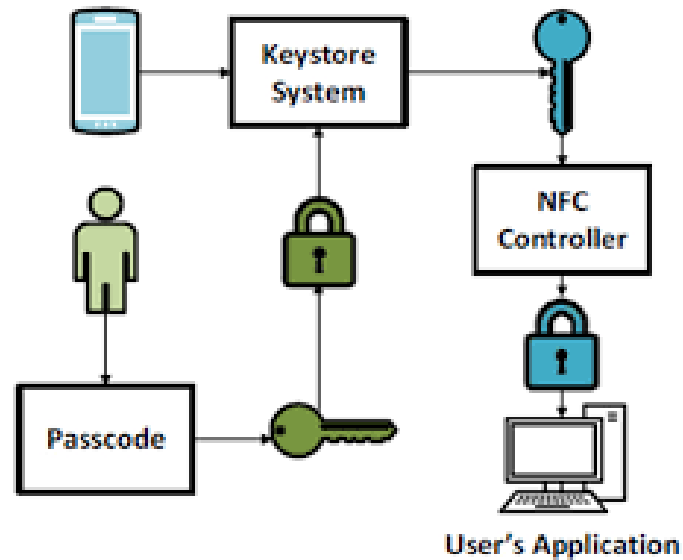 Keystore
System
NFC
Controller
Passcode
User's Application